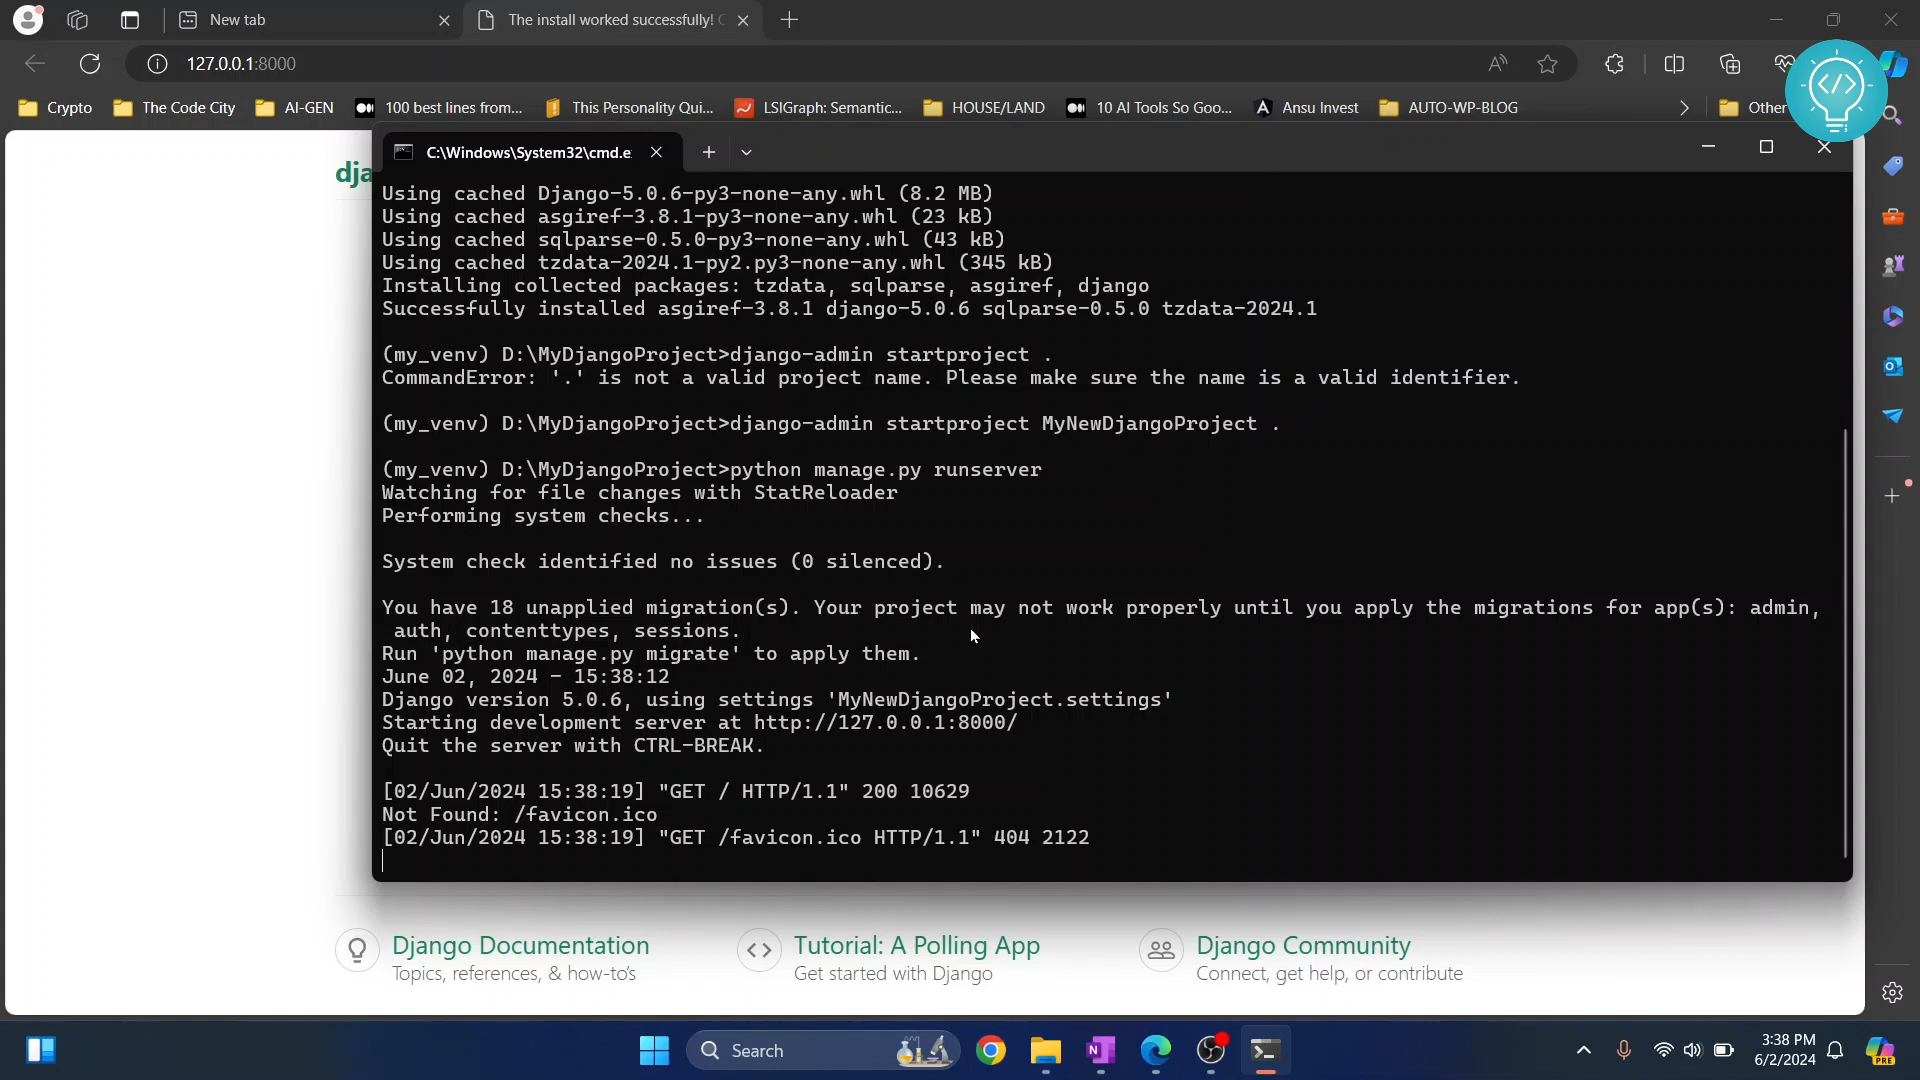 New tab
The install worked successfully!
127.0.0.1:8000
Crypto
The Code City
AI-GEN
100 best lines from...
This Personality Qui...
LSIGraph: Semantic...
HOUSE/LAND
10 AI Tools So Goo...
Ansu Invest
AUTO-WP-BLOG
Other
</>
dja
C:\Windows\System32\cmd.e
Using cached Django-5.0.6-py3-none-any.whl (8.2 MB)
Using cached asgiref-3.8.1-py3-none-any.whl (23 kB)
Using cached sqlparse-0.5.0-py3-none-any.whl (43 kB)
Using cached tzdata-2024.1-py2.py3-none-any.whl (345 kB)
Installing collected packages: tzdata, sqlparse, asgiref, django
Successfully installed asgiref-3.8.1 django-5.0.6 sqlparse-0.5.0 tzdata-2024.1
(my_venv) D:\MyDjangoProject>django-admin startproject .
CommandError: '.' is not a valid project name. Please make sure the name is a valid identifier.
(my_venv) D:\MyDjangoProject>django-admin startproject MyNewDjangoProject .
(my_venv) D:\MyDjangoProject>python manage.py runserver
Watching for file changes with StatReloader
Performing system checks...
System check identified no issues (0 silenced).
You have 18 unapplied migration(s). Your project may not work properly until you apply the migrations for app(s): admin,
auth, contenttypes, sessions.
Run 'python manage.py migrate' to apply them.
June 02, 2024 - 15:38:12
Django version 5.0.6, using settings 'MyNewDjangoProject.settings'
Starting development server at http://127.0.0.1:8000/
Quit the server with CTRL-BREAK.
[02/Jun/2024 15:38:19] "GET / HTTP/1.1" 200 10629
Not Found: /favicon.ico
[02/Jun/2024 15:38:19] "GET /favicon.ico HTTP/1.1" 404 2122
Django Documentation
Topics, references, & how-to's
Tutorial: A Polling App
Get started with Django
Django Community
Connect, get help, or contribute
Search
3:38 PM
6/2/2024
PRE